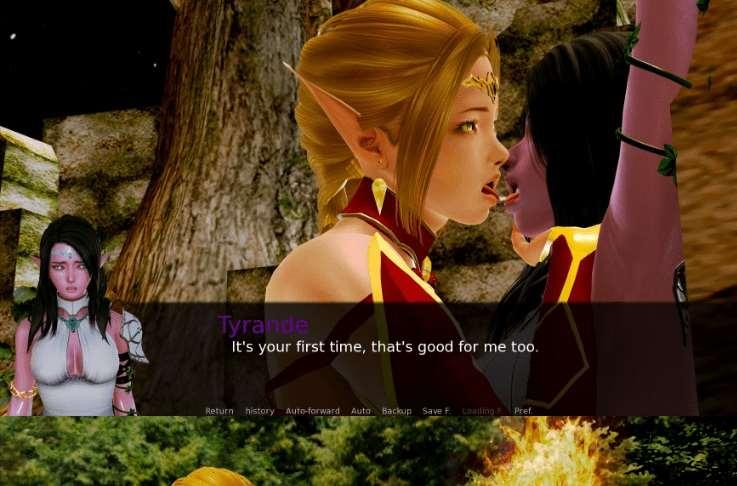 Tyrande
It's your first time, that's good for me too.
Return history Auto-forward Auto Backup Save F. Loading F. Pref.